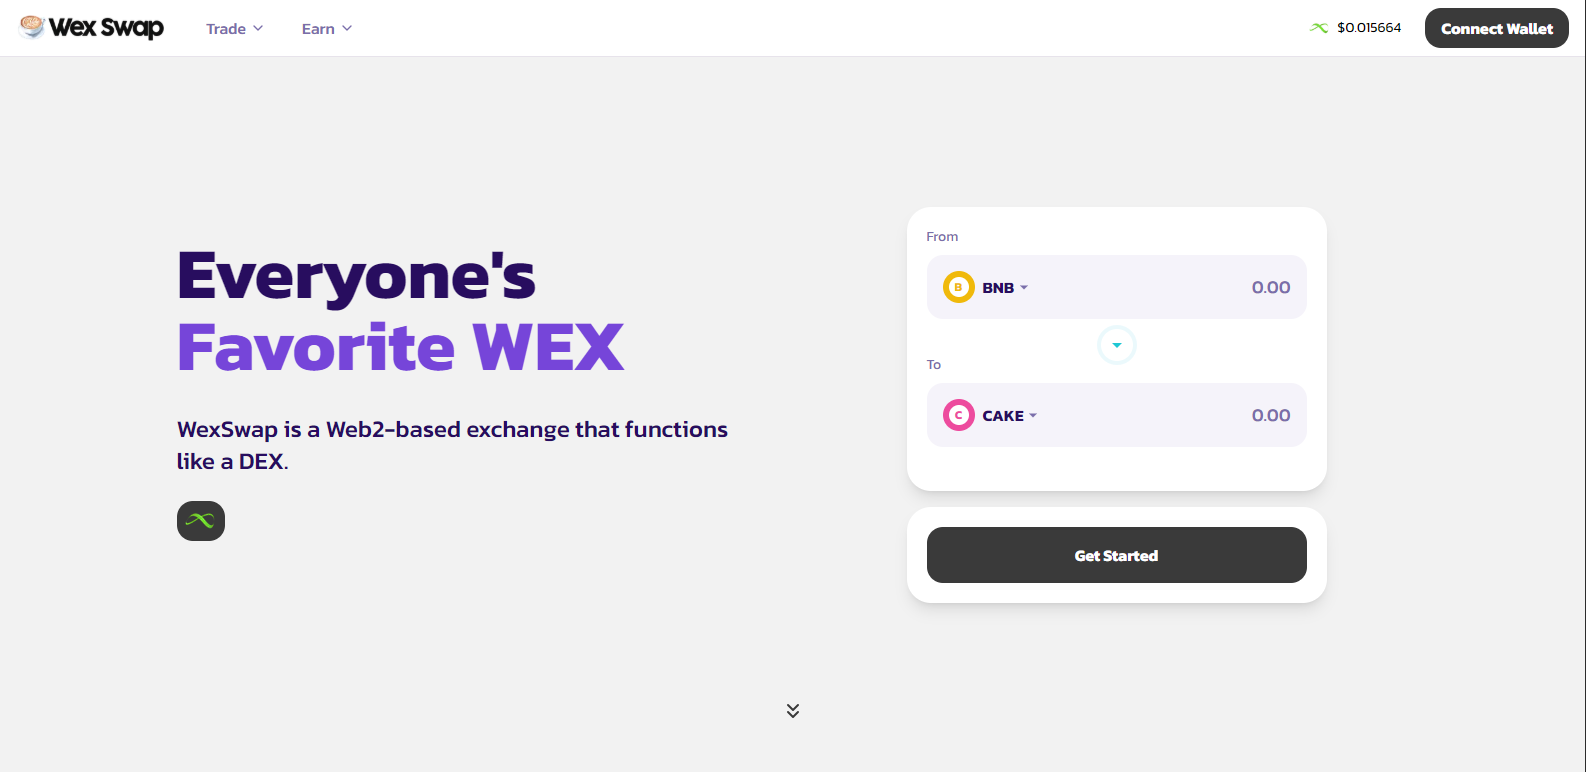 Wex Swap
Trade
Earn
$0.015664
Connect Wallet
Everyone's
Favorite WEX
WexSwap is a Web2-based exchange that functions
like a DEX.
From
B BNB
0.00
To
C CAKE
0.00
Get Started